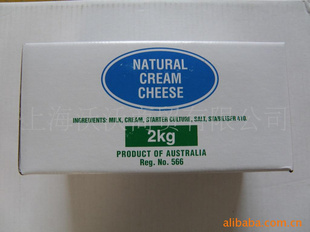 NATURAL
CREAM
CHEESE
INGREDIENTS: MILK, CREAM, STARTER CULTURE, SALT, STABILISER 410
2kg
PRODUCT OF AUSTRALIA
Reg. No. 566
alibaba.com.cn